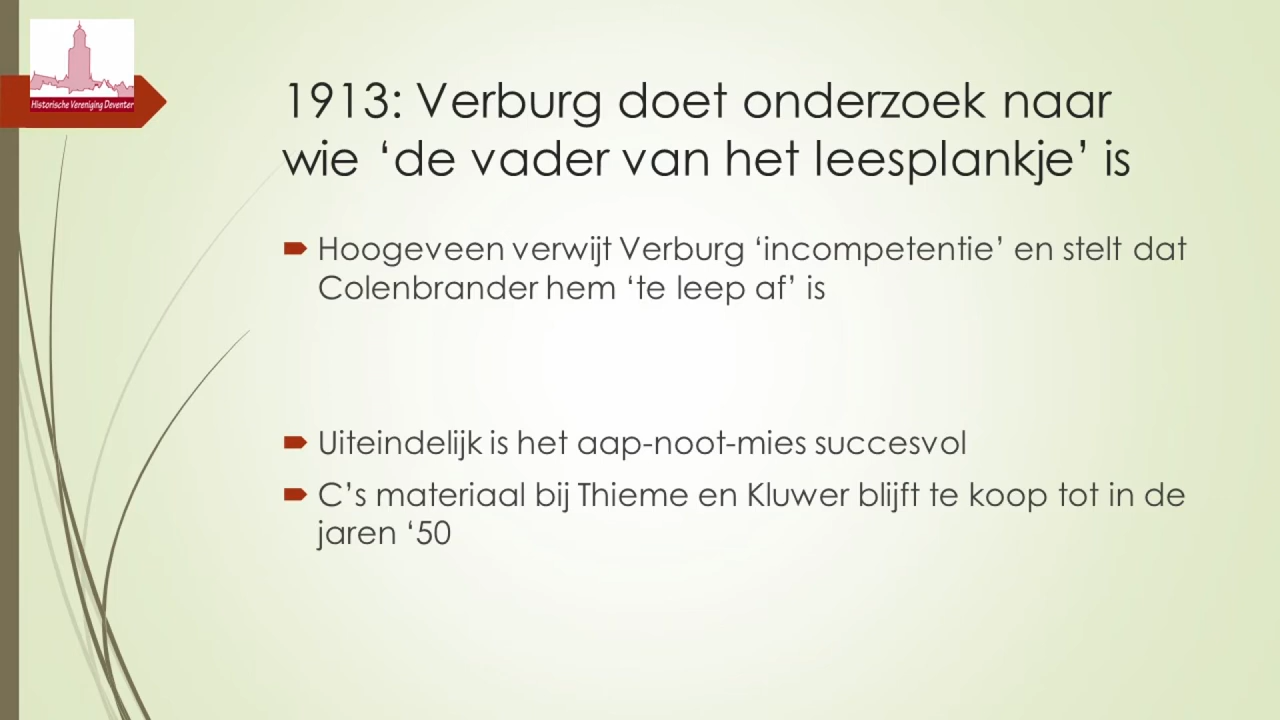 Historische Vereniging Deventer
1913: Verburg doet onderzoek naar
wie ‘de vader van het leesplankje’ is
Hoogeveen verwijt Verburg ‘incompetentie’ en stelt dat
Colenbrander hem ‘te leep af’ is
Uiteindelijk is het aap-noot-mies succesvol
C’s materiaal bij Thieme en Kluwer blijft te koop tot in de
jaren ‘50